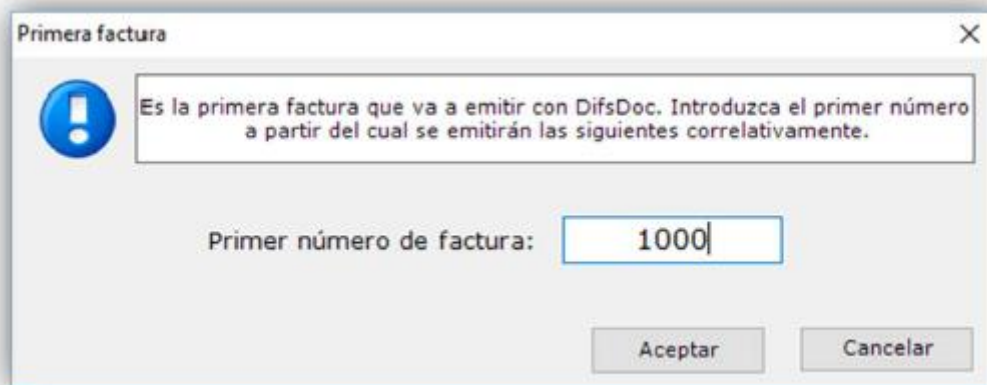 Primera factura
Es la primera factura que va a emitir con DifsDoc. Introduzca el primer número
a partir del cual se emitirán las siguientes correlativamente.
Primer número de factura: 1000
Aceptar Cancelar